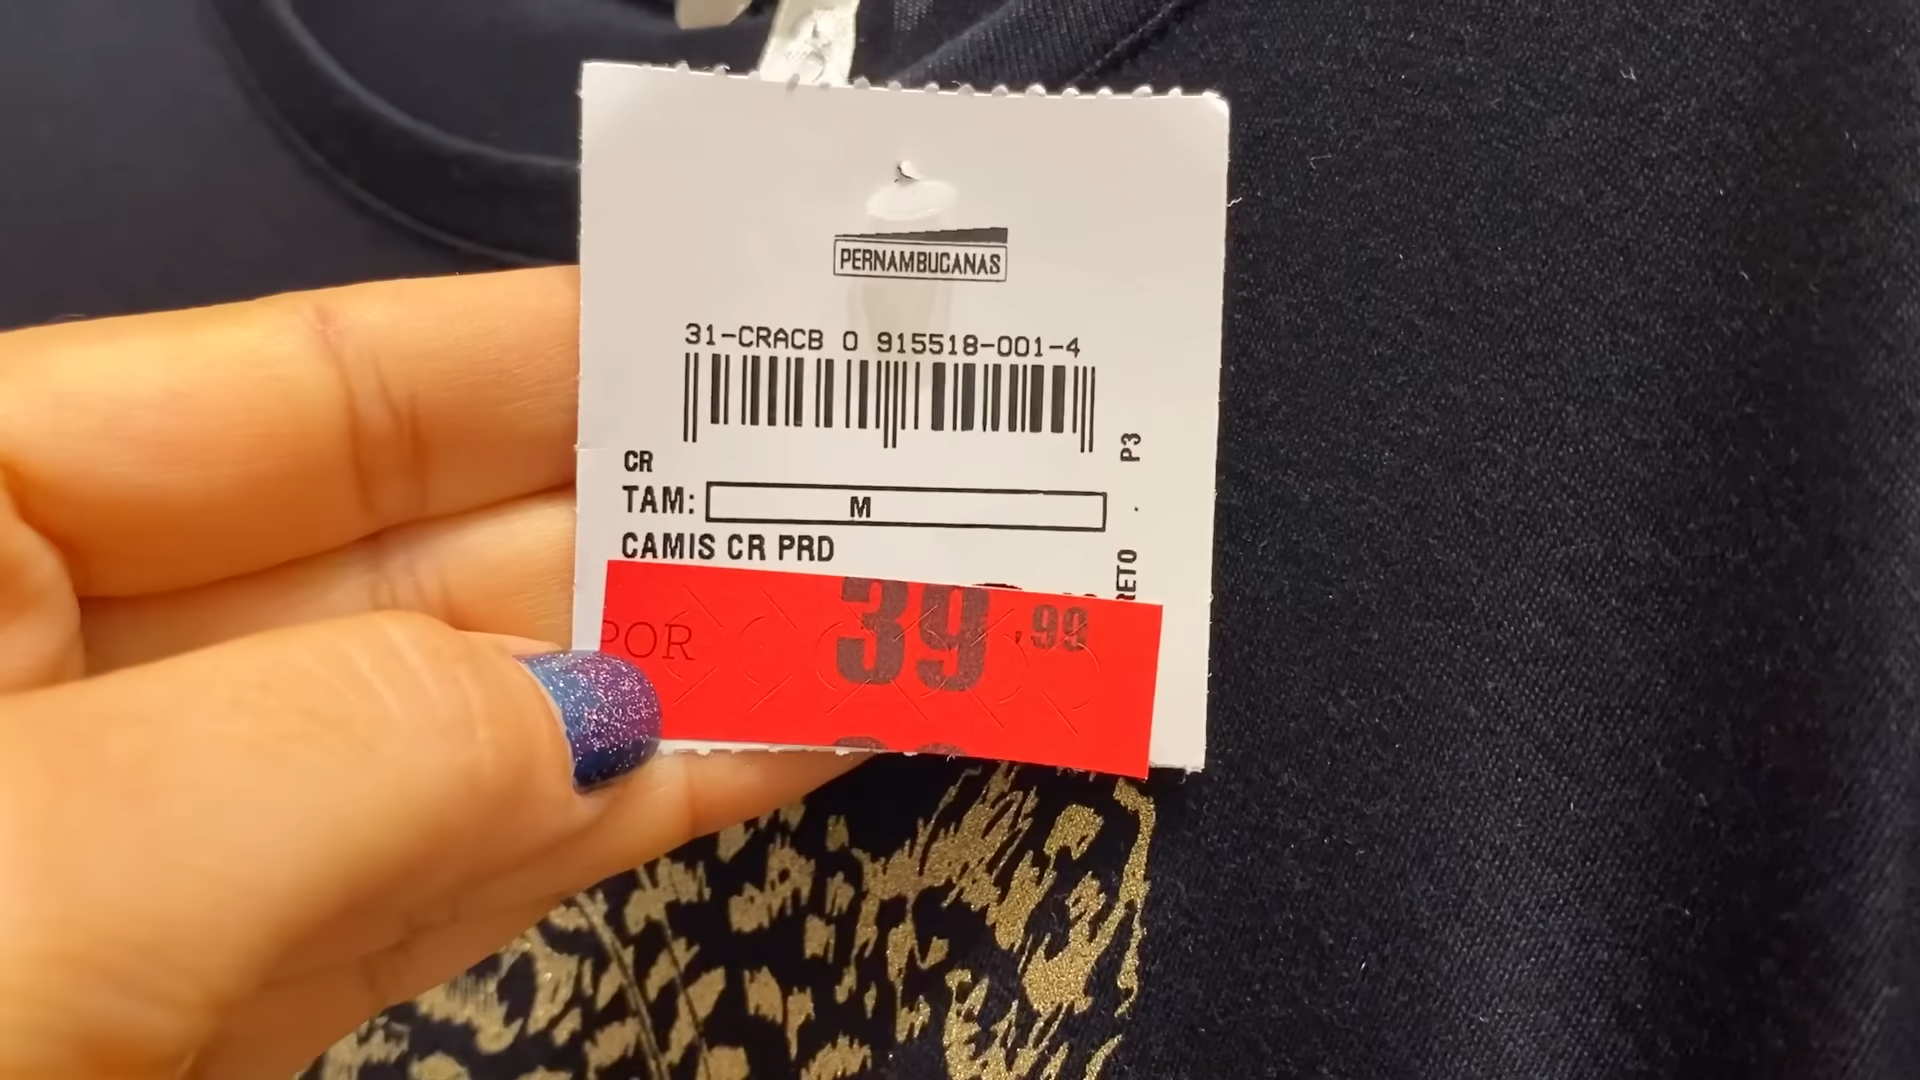 PERNAMBUCANAS
31-CRACB 0 915518-001-4
CR
TAM: M
CAMIS CR PRD
POR 39,99
P3